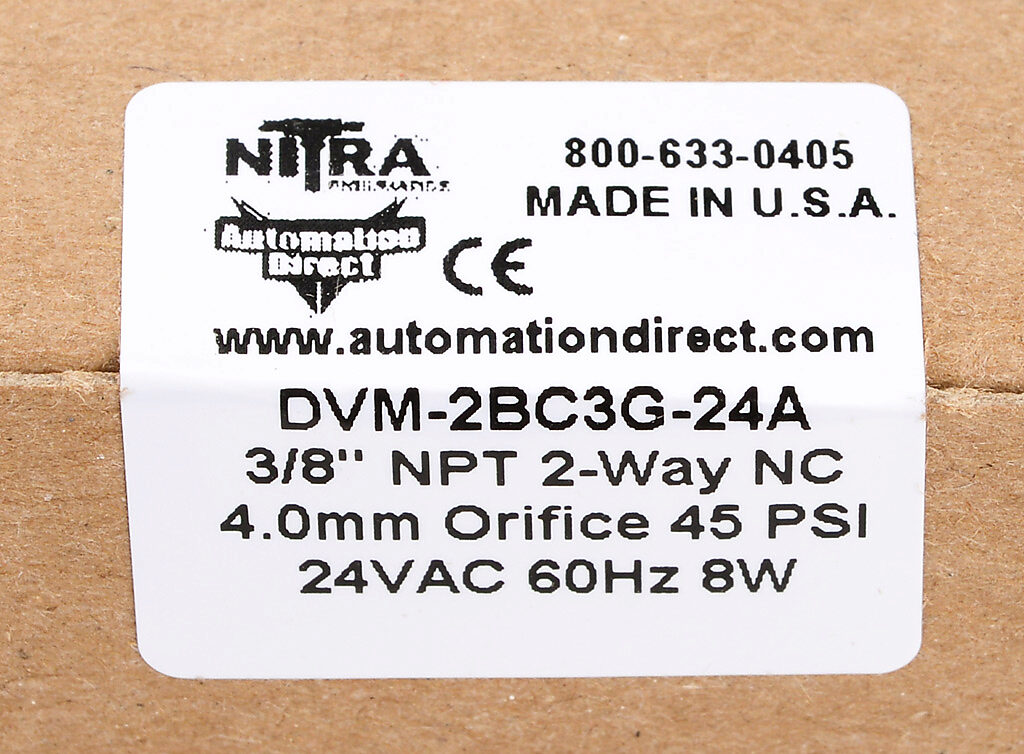 NITRA
800-633-0405
MADE IN U.S.A.
Automation
Direct
CE
www.automationdirect.com
DVM-2BC3G-24A
3/8" NPT 2-Way NC
4.0mm Orifice 45 PSI
24VAC 60Hz 8W